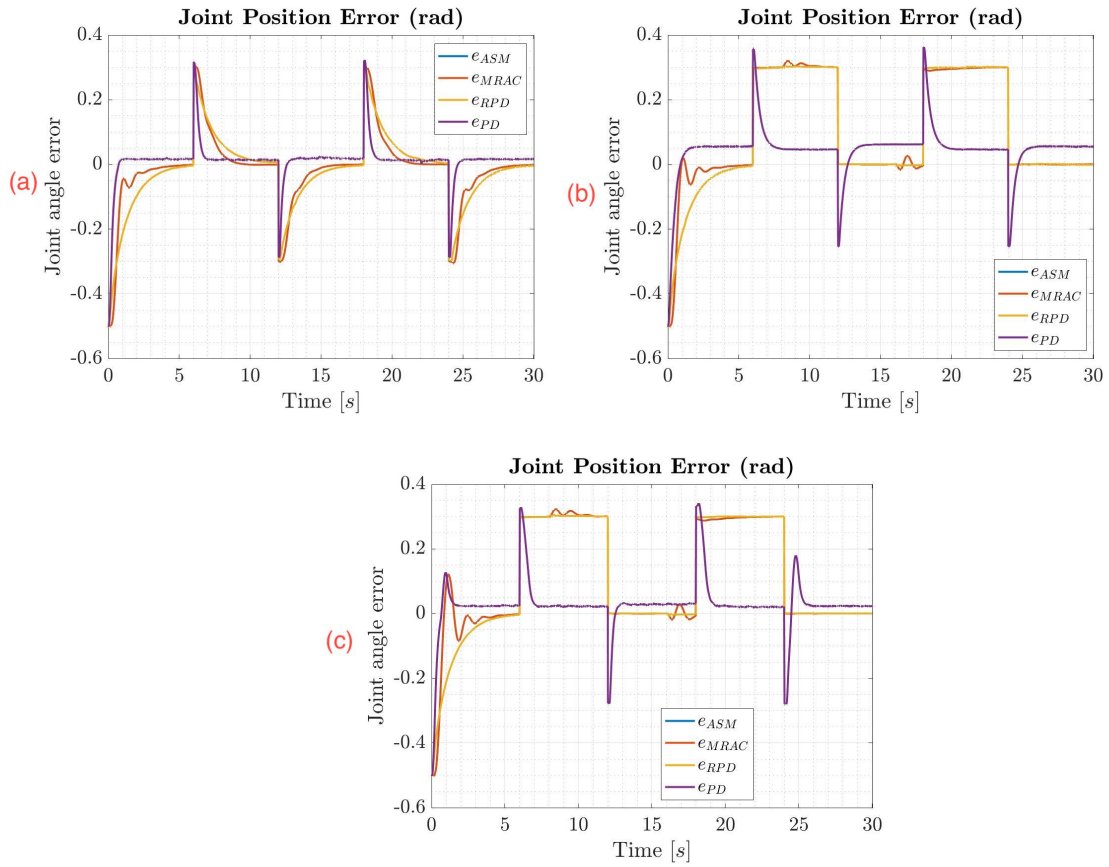 Joint Position Error (rad)
0.4
0.2
0
-0.2
-0.4
-0.6
Joint angle error
(a)
e_ASM
e_MRAC
e_RPD
e_PD
0 5 10 15 20 25 30
Time [s]
Joint Position Error (rad)
0.4
0.2
0
-0.2
-0.4
-0.6
Joint angle error
(b)
e_ASM
e_MRAC
e_RPD
e_PD
0 5 10 15 20 25 30
Time [s]
Joint Position Error (rad)
0.4
0.2
0
-0.2
-0.4
-0.6
Joint angle error
(c)
e_ASM
e_MRAC
e_RPD
e_PD
0 5 10 15 20 25 30
Time [s]